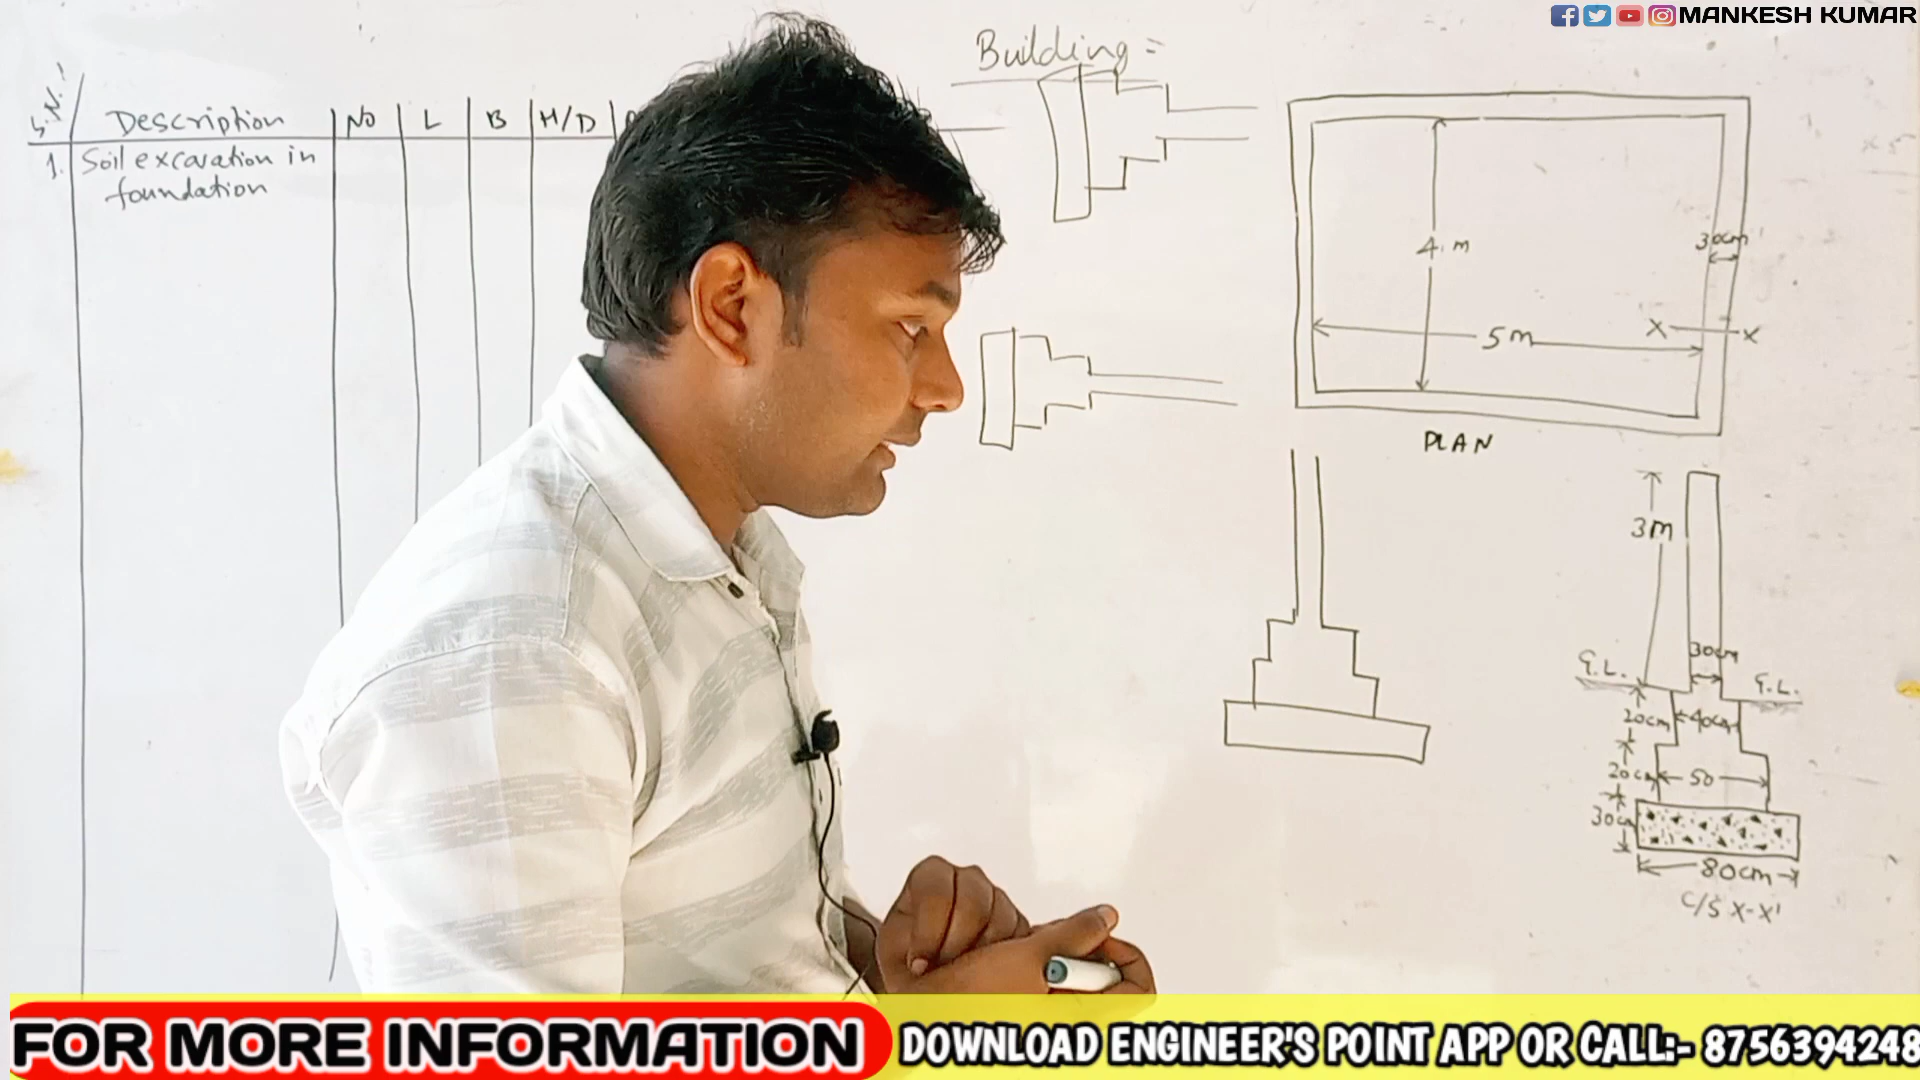 MANKESH KUMAR
Building =
S.N. Description No L B H/D
1. Soil excavation in
foundation
4 m
30cm
X X
5m
PLAN
3m
30cm
G.L. G.L.
20cm 40cm
20cm 50
30cm
80cm
C/S X-X'
FOR MORE INFORMATION DOWNLOAD ENGINEER'S POINT APP OR CALL:- 8756394248